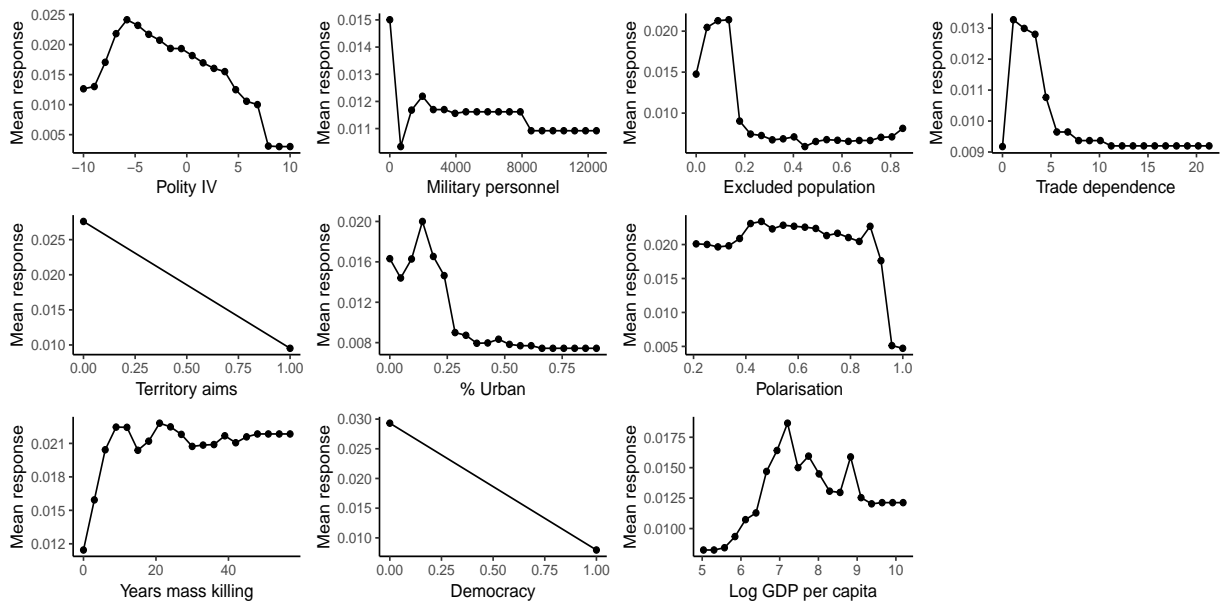 Mean response
0.025
0.020
0.015
0.010
0.005
−10 −5 0 5 10
Polity IV
Mean response
0.015
0.014
0.013
0.012
0.011
0 4000 8000 12000
Military personnel
Mean response
0.020
0.015
0.010
0.0 0.2 0.4 0.6 0.8
Excluded population
Mean response
0.013
0.012
0.011
0.010
0.009
0 5 10 15 20
Trade dependence
Mean response
0.025
0.020
0.015
0.010
0.00 0.25 0.50 0.75 1.00
Territory aims
Mean response
0.020
0.016
0.012
0.008
0.00 0.25 0.50 0.75
% Urban
Mean response
0.020
0.015
0.010
0.005
0.2 0.4 0.6 0.8 1.0
Polarisation
Mean response
0.021
0.018
0.015
0.012
0 20 40
Years mass killing
Mean response
0.030
0.025
0.020
0.015
0.010
0.00 0.25 0.50 0.75 1.00
Democracy
Mean response
0.0175
0.0150
0.0125
0.0100
5 6 7 8 9 10
Log GDP per capita